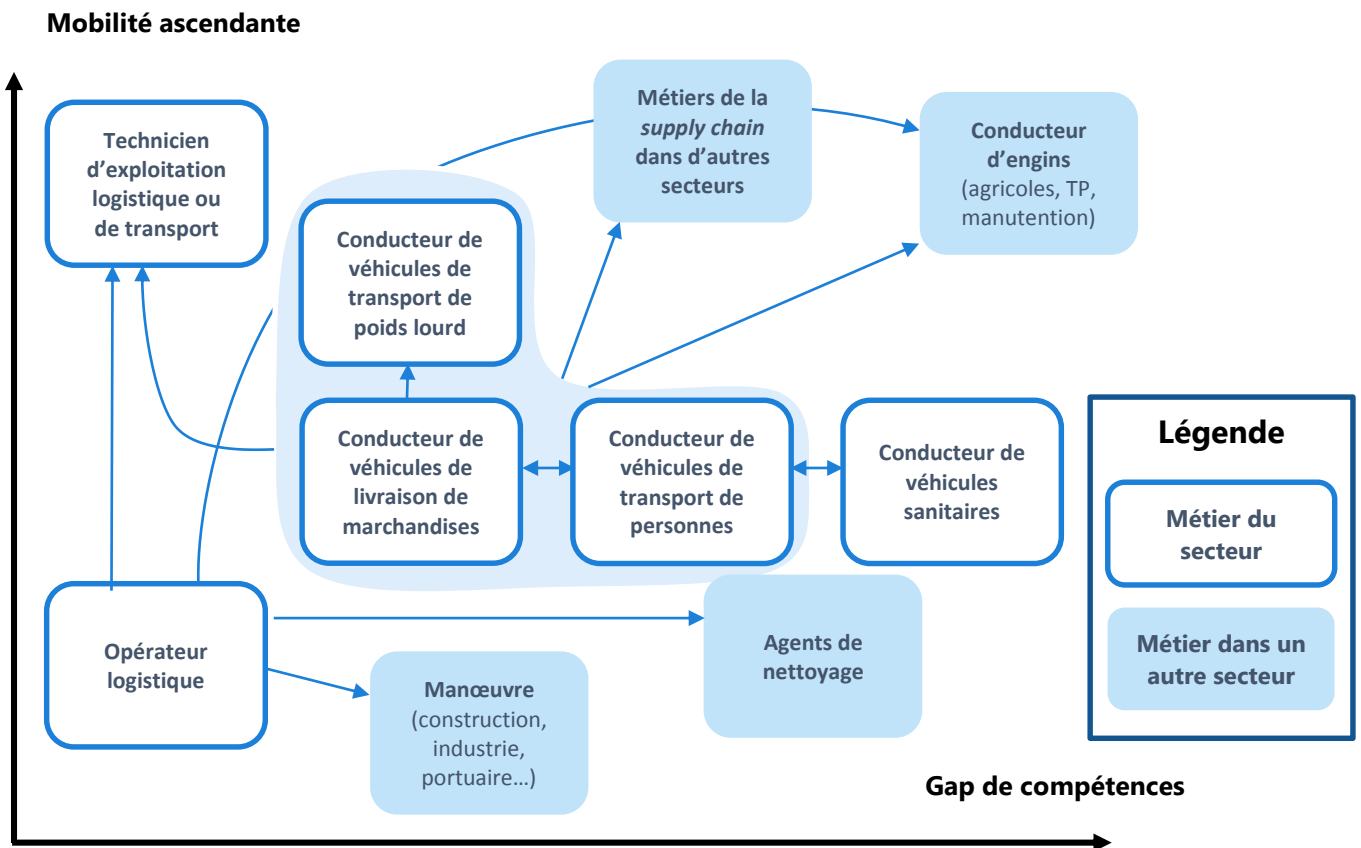 Mobilité ascendante
Technicien
d’exploitation
logistique ou
de transport
Métiers de la
supply chain
dans d’autres
secteurs
Conducteur
d’engins
(agricoles, TP,
manutention)
Conducteur de
véhicules de
transport de
poids lourd
Conducteur de
véhicules de
livraison de
marchandises
Conducteur de
véhicules de
transport de
personnes
Conducteur de
véhicules
sanitaires
Légende
Métier du
secteur
Métier dans un
autre secteur
Opérateur
logistique
Agents de
nettoyage
Manœuvre
(construction,
industrie,
portuaire…)
Gap de compétences